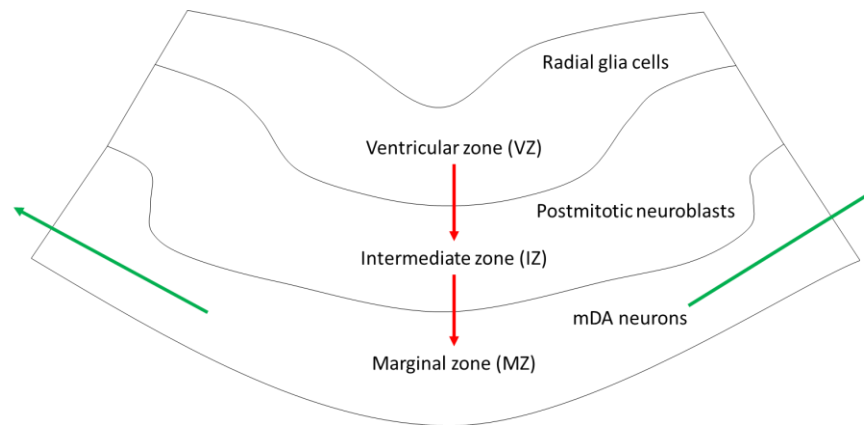 Radial glia cells
Ventricular zone (VZ)
Postmitotic neuroblasts
Intermediate zone (IZ)
mDA neurons
Marginal zone (MZ)